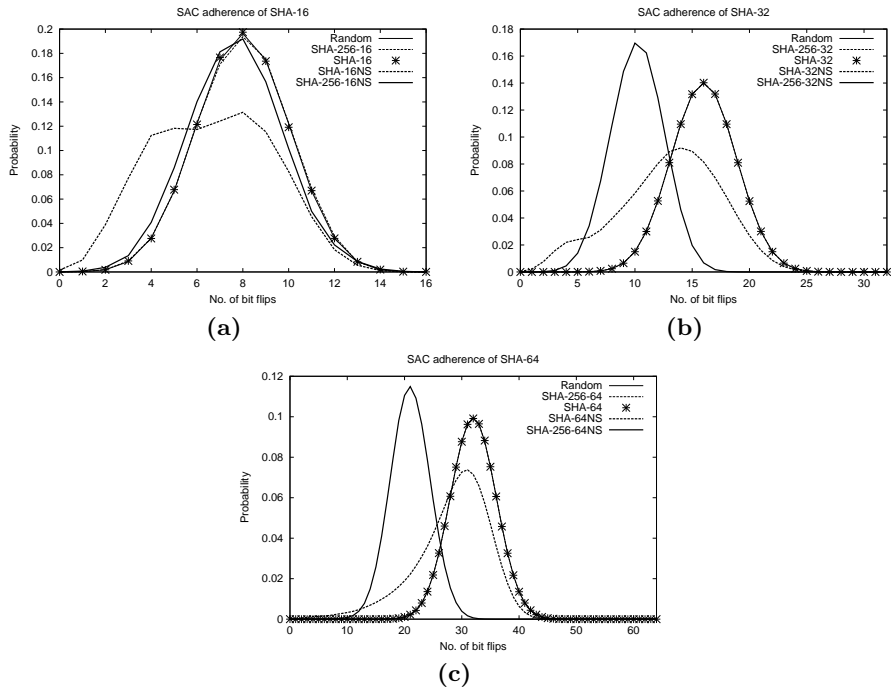 SAC adherence of SHA-16
0.2
0.18
0.16
0.14
0.12
0.1
0.08
0.06
0.04
0.02
0
Probability
Random
SHA-256-16
SHA-16
SHA-16NS
SHA-256-16NS
0 2 4 6 8 10 12 14 16
No. of bit flips
(a)
SAC adherence of SHA-32
0.18
0.16
0.14
0.12
0.1
0.08
0.06
0.04
0.02
0
Probability
Random
SHA-256-32
SHA-32
SHA-32NS
SHA-256-32NS
0 5 10 15 20 25 30
No. of bit flips
(b)
SAC adherence of SHA-64
0.12
0.1
0.08
0.06
0.04
0.02
0
Probability
Random
SHA-256-64
SHA-64
SHA-64NS
SHA-256-64NS
0 10 20 30 40 50 60
No. of bit flips
(c)